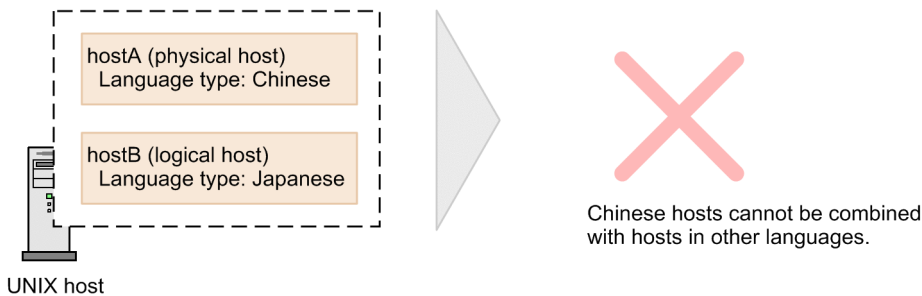 hostA (physical host)
Language type: Chinese
hostB (logical host)
Language type: Japanese
UNIX host
Chinese hosts cannot be combined
with hosts in other languages.